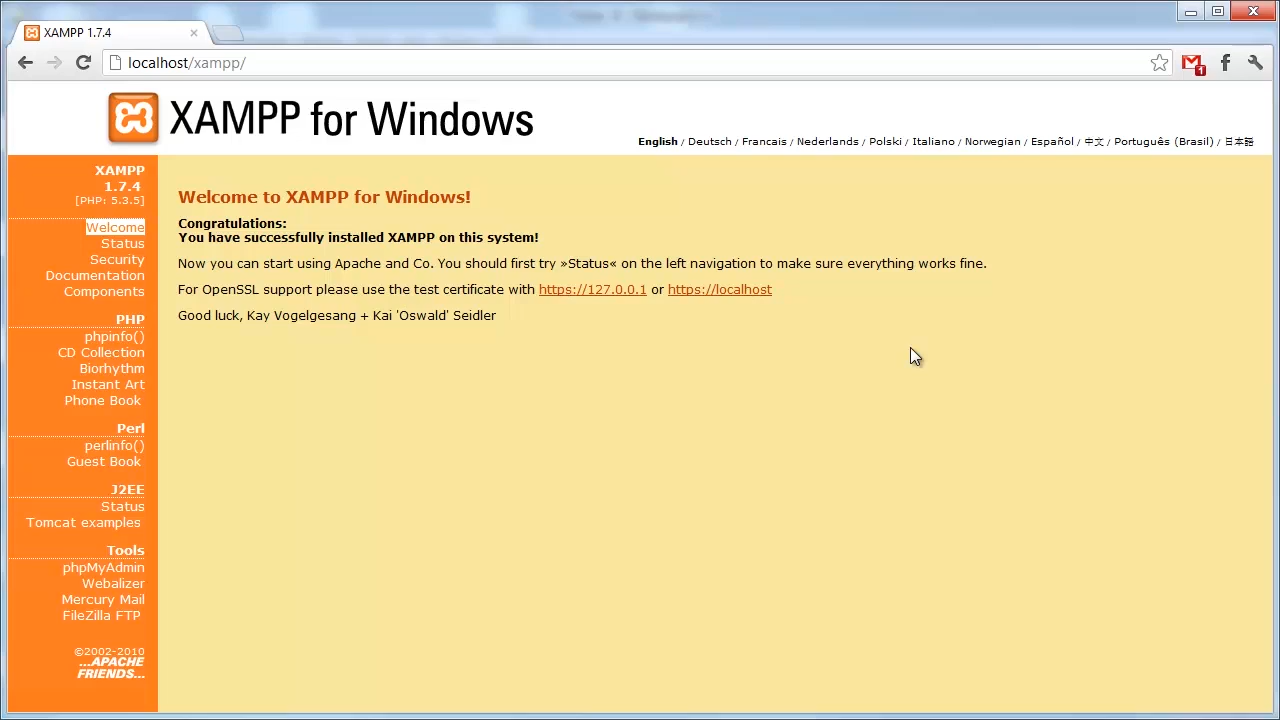 XAMPP 1.7.4
localhost/xampp/
1
XAMPP for Windows
English / Deutsch / Francais / Nederlands / Polski / Italiano / Norwegian / Español / 中文 / Português (Brasil) / 日本語
XAMPP
1.7.4
[PHP: 5.3.5]
Welcome
Status
Security
Documentation
Components
PHP
phpinfo()
CD Collection
Biorhythm
Instant Art
Phone Book
Perl
perlinfo()
Guest Book
J2EE
Status
Tomcat examples
Tools
phpMyAdmin
Webalizer
Mercury Mail
FileZilla FTP
©2002-2010
...APACHE
FRIENDS...
Welcome to XAMPP for Windows!
Congratulations:
You have successfully installed XAMPP on this system!
Now you can start using Apache and Co. You should first try »Status« on the left navigation to make sure everything works fine.
For OpenSSL support please use the test certificate with https://127.0.0.1 or https://localhost
Good luck, Kay Vogelgesang + Kai 'Oswald' Seidler